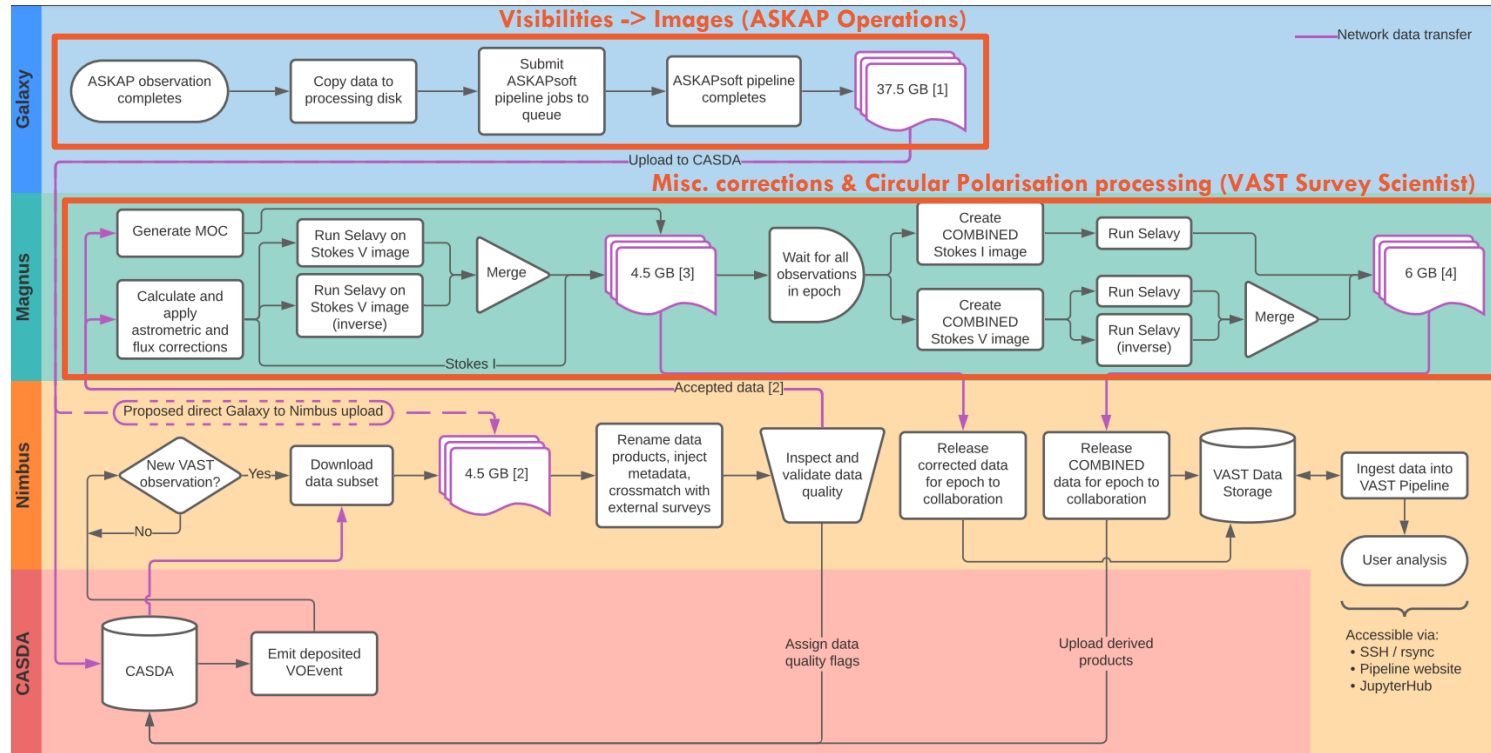 Visibilities -> Images (ASKAP Operations)
Network data transfer
Galaxy
ASKAP observation
completes
Copy data to
processing disk
Submit
ASKAPsoft
pipeline jobs to
queue
ASKAPsoft pipeline
completes
37.5 GB [1]
Upload to CASDA
Misc. corrections & Circular Polarisation processing (VAST Survey Scientist)
Magnus
Generate MOC
Calculate and
apply
astrometric and
flux corrections
Run Selavy on
Stokes V image
Run Selavy on
Stokes V image
(inverse)
Merge
Stokes I
4.5 GB [3]
Wait for all
observations
in epoch
Create
COMBINED
Stokes I image
Run Selavy
Create
COMBINED
Stokes V image
Run Selavy
Run Selavy
(inverse)
Merge
6 GB [4]
Accepted data [2]
Nimbus
Proposed direct Galaxy to Nimbus upload
New VAST
observation?
Yes
No
Download
data subset
4.5 GB [2]
Rename data
products, inject
metadata,
crossmatch with
external surveys
Inspect and
validate data
quality
Release
corrected data
for epoch to
collaboration
Release
COMBINED
data for epoch to
collaboration
VAST Data
Storage
Ingest data into
VAST Pipeline
User analysis
Accessible via:
• SSH / rsync
• Pipeline website
• JupyterHub
CASDA
CASDA
Emit deposited
VOEvent
Assign data
quality flags
Upload derived
products